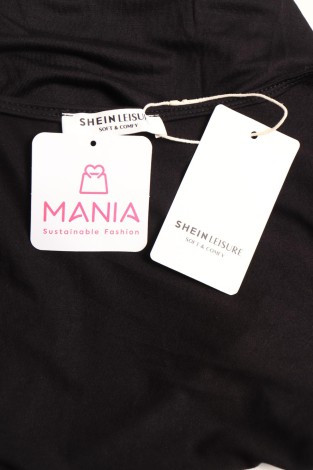 SHEIN LEISURE
SOFT & COMFY
MANIA
Sustainable Fashion
SHEIN LEISURE
SOFT & COMFY